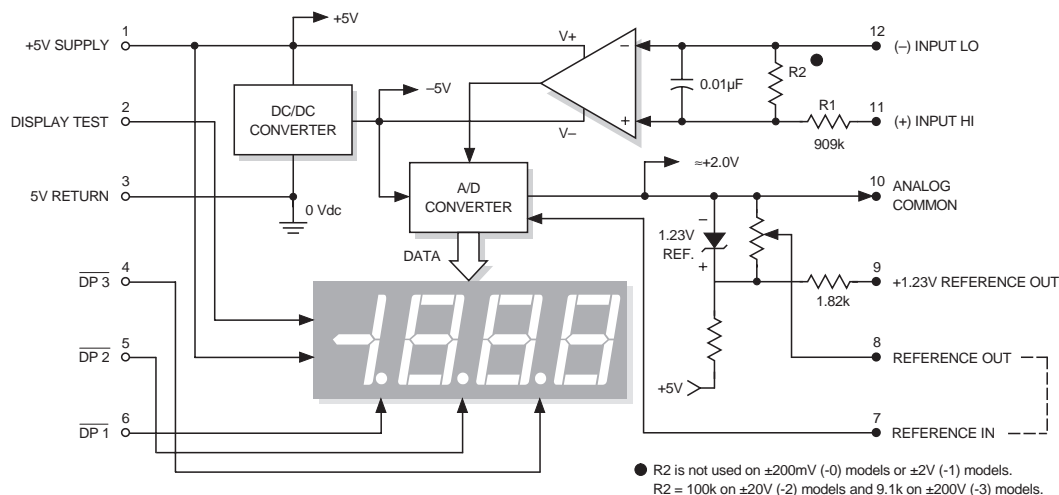 +5V SUPPLY
1
+5V
DISPLAY TEST
2
5V RETURN
3
0 Vdc
DP 3
4
DP 2
5
DP 1
6
DC/DC
CONVERTER
–5V
V+
V–
–
+
0.01µF
R2
R1
909k
12
(–) INPUT LO
11
(+) INPUT HI
A/D
CONVERTER
DATA
-1.8.8.8
≈+2.0V
10
ANALOG
COMMON
–
1.23V
REF.
+
9
+1.23V REFERENCE OUT
1.82k
8
REFERENCE OUT
+5V
7
REFERENCE IN
● R2 is not used on ±200mV (-0) models or ±2V (-1) models.
R2 = 100k on ±20V (-2) models and 9.1k on ±200V (-3) models.